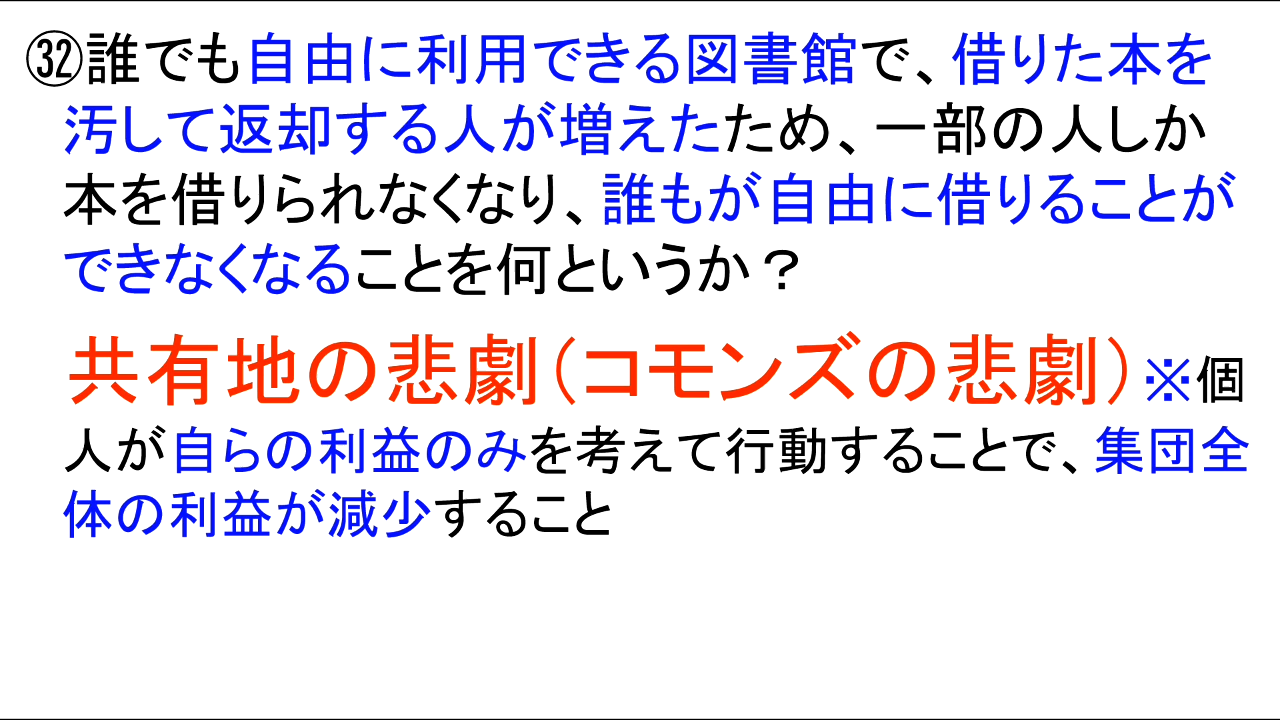 ㉜誰でも自由に利用できる図書館で、借りた本を
汚して返却する人が増えたため、一部の人しか
本を借りられなくなり、誰もが自由に借りることが
できなくなることを何というか？
共有地の悲劇（コモンズの悲劇）※個
人が自らの利益のみを考えて行動することで、集団全
体の利益が減少すること